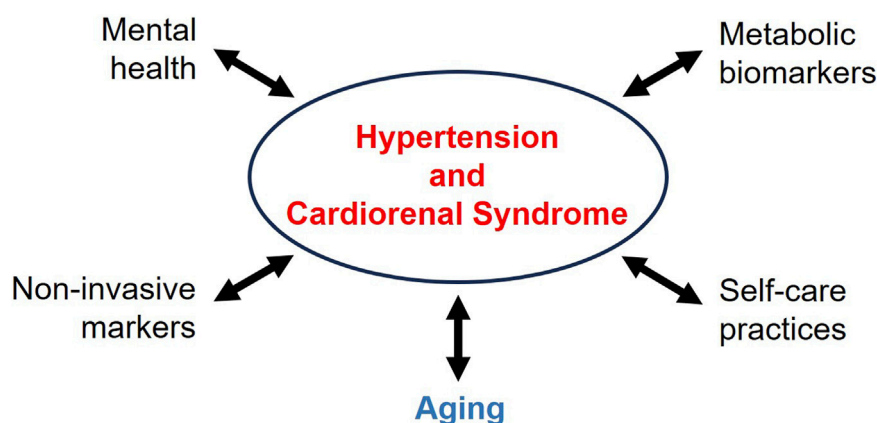 Mental
health
Metabolic
biomarkers
Hypertension
and
Cardiorenal Syndrome
Non-invasive
markers
Self-care
practices
Aging